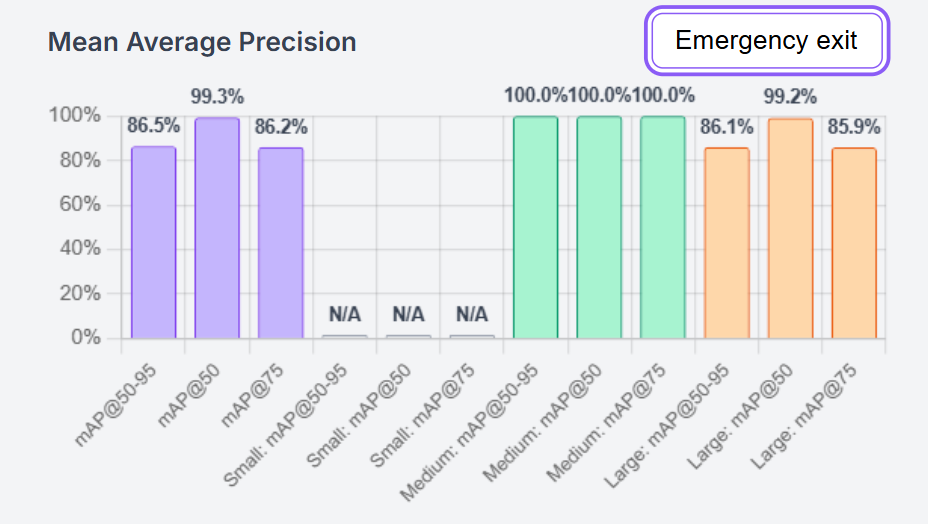 Mean Average Precision
Emergency exit
100%
80%
60%
40%
20%
0%
86.5%
99.3%
86.2%
N/A
N/A
N/A
100.0%
100.0%
100.0%
86.1%
99.2%
85.9%
mAP@50-95
mAP@50
mAP@75
Small: mAP@50-95
Small: mAP@50
Small: mAP@75
Medium: mAP@50-95
Medium: mAP@50
Medium: mAP@75
Large: mAP@50-95
Large: mAP@50
Large: mAP@75